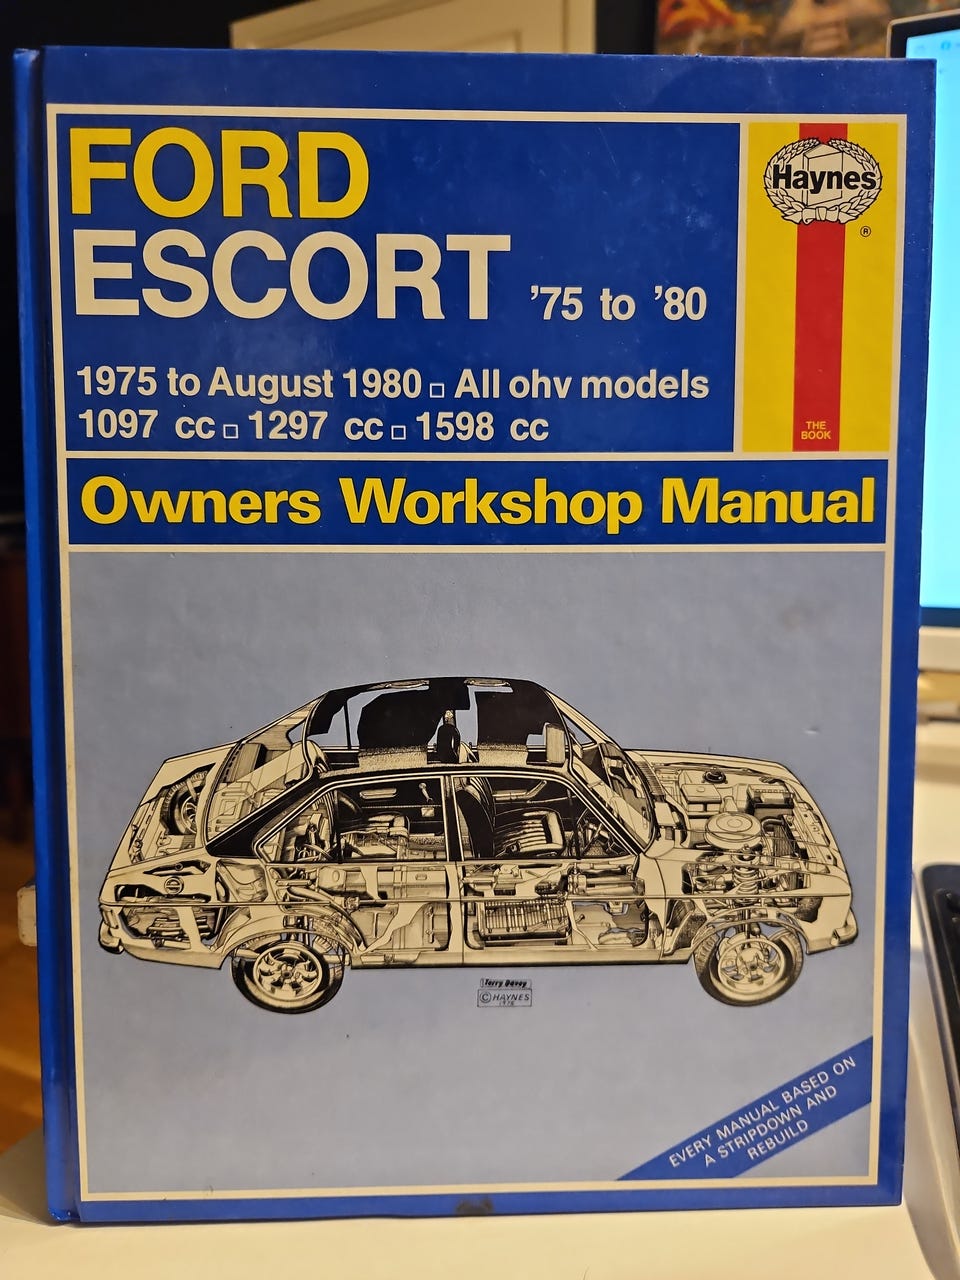 FORD
ESCORT '75 to '80
1975 to August 1980 □ All ohv models
1097 cc □ 1297 cc □ 1598 cc
Haynes
®
THE
BOOK
Owners Workshop Manual
Terry Davey
© HAYNES
1976
EVERY MANUAL BASED ON
A STRIPDOWN AND
REBUILD